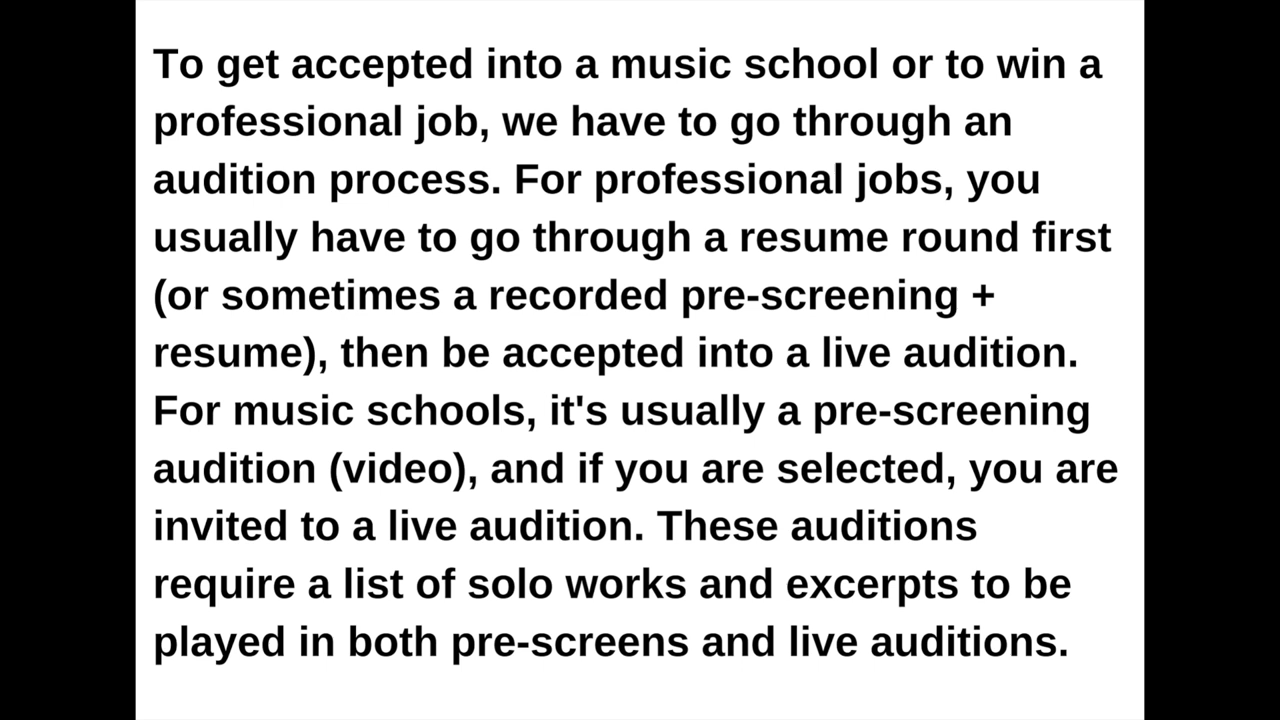 To get accepted into a music school or to win a
professional job, we have to go through an
audition process. For professional jobs, you
usually have to go through a resume round first
(or sometimes a recorded pre-screening +
resume), then be accepted into a live audition.
For music schools, it's usually a pre-screening
audition (video), and if you are selected, you are
invited to a live audition. These auditions
require a list of solo works and excerpts to be
played in both pre-screens and live auditions.